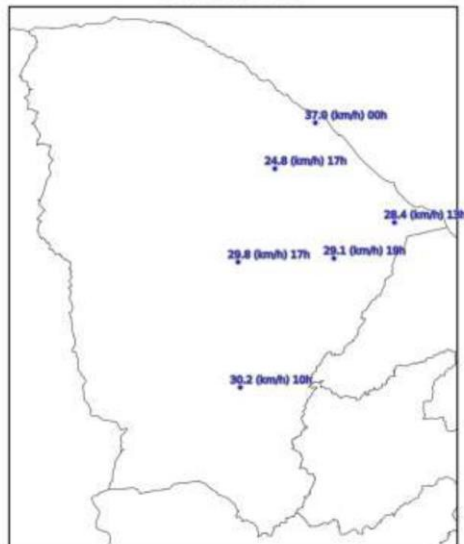 37.0 (km/h) 00h
24.8 (km/h) 17h
28.4 (km/h) 13h
29.1 (km/h) 19h
29.8 (km/h) 17h
30.2 (km/h) 10h